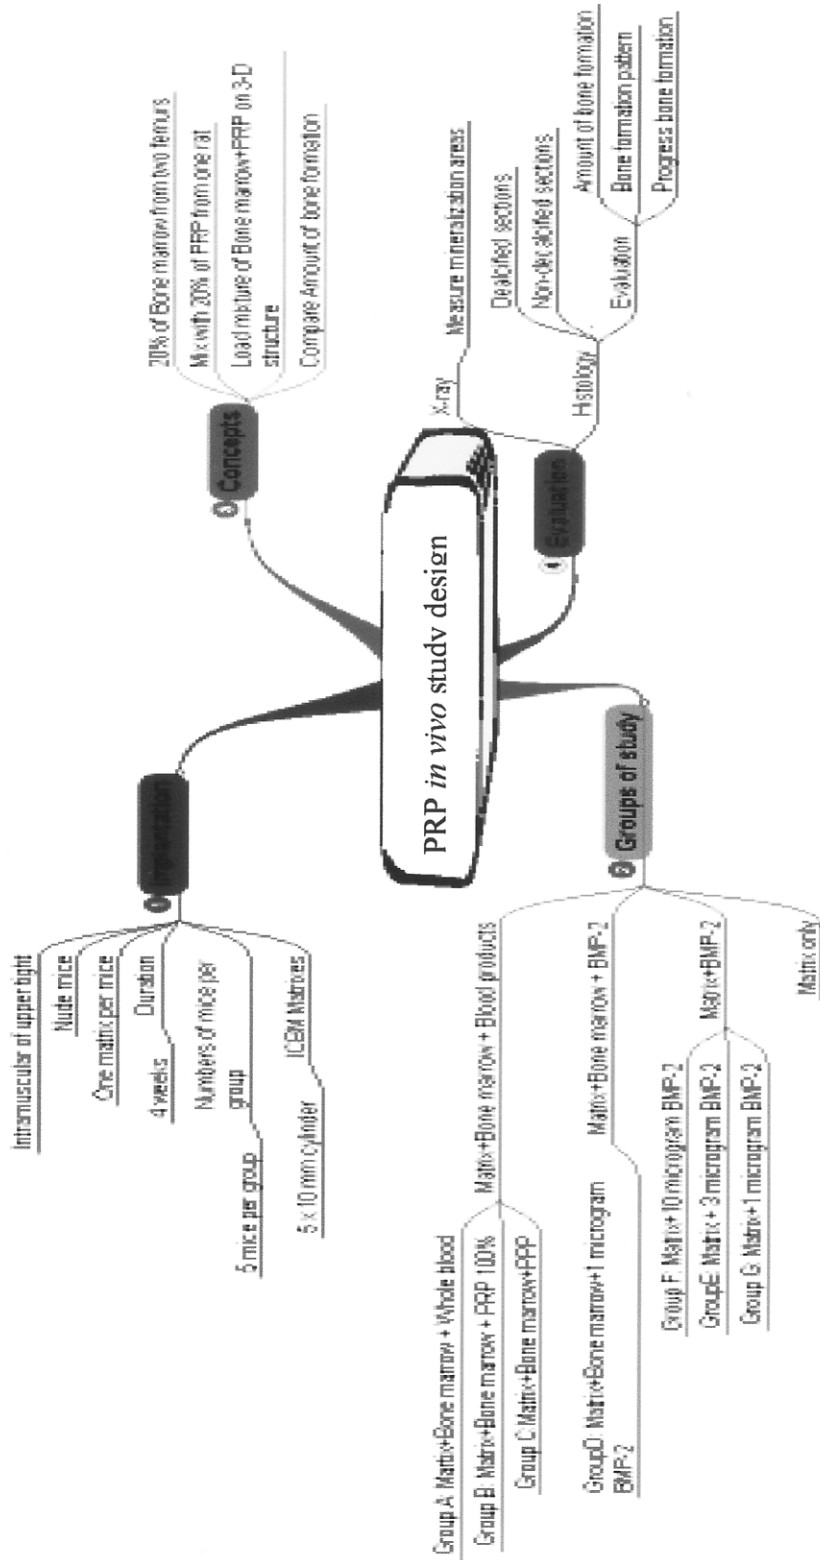 PRP in vivo study design
Concepts
20% of Bone marrow from two femurs
Mix with 20% of PRP from one rat
Load mixture of Bone marrow+PRP on 3-D
structure
Compare Amount of bone formation
Evaluation
X-ray
Measure mineralization areas
Histology
Dealcified sections
Non-decalcified sections
Evaluation
Amount of bone formation
Bone formation pattern
Progress bone formation
Implantation
Intramuscular of upper tight
Nude mice
One matrix per mice
Duration
4 weeks
Numbers of mice per
group
5 mice per group
ICBM Matrixes
5 x 10 mm cylinder
Groups of study
Matrix+Bone marrow + Blood products
Group A: Matrix+Bone marrow + Whole blood
Group B: Matrix+Bone marrow + PRP 100%
Group C: Matrix+Bone marrow+PPP
Matrix+Bone marrow + BMP-2
GroupD: Matrix+Bone marrow+1 microgram
BMP-2
Matrix+BMP-2
Group F: Matrix+ 10 microgram BMP-2
GroupE: Matrix + 3 microgram BMP-2
Group G: Matrix+1 microgram BMP-2
Matrix only